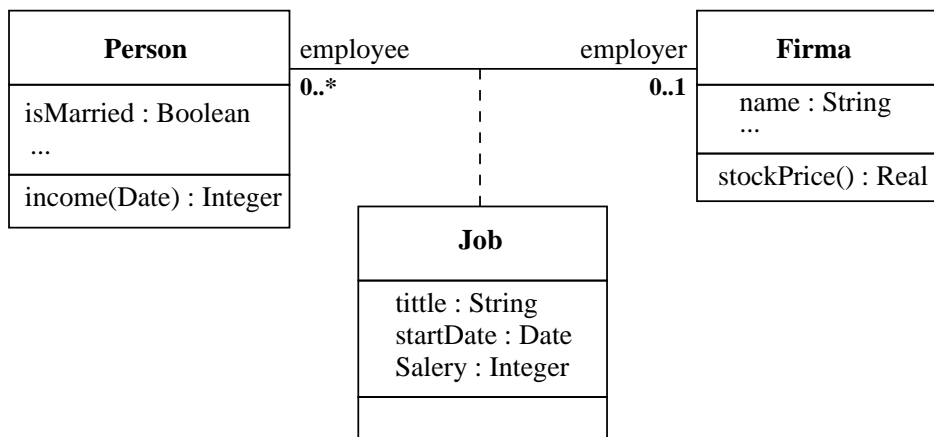 Person
isMarried : Boolean
...
income(Date) : Integer
employee
0..*
employer
0..1
Firma
name : String
...
stockPrice() : Real
Job
tittle : String
startDate : Date
Salery : Integer